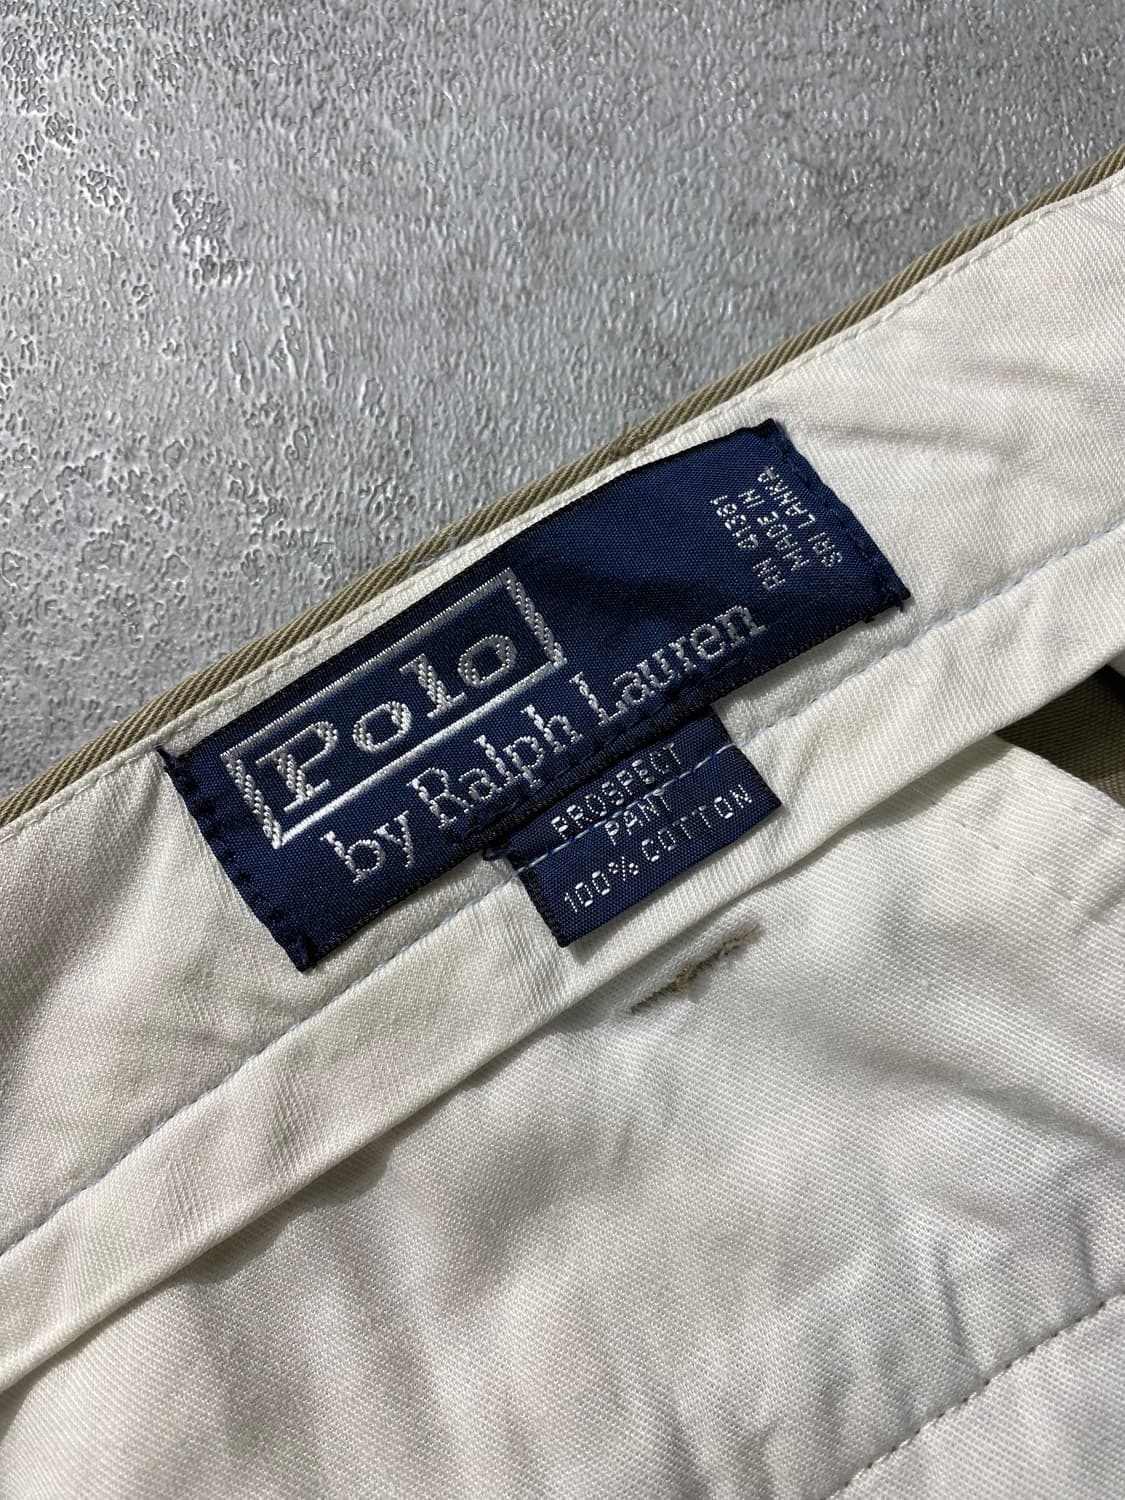 Polo
by Ralph Lauren
RN 41381
MADE IN
SRI LANKA
PROSPECT
PANT
100% COTTON